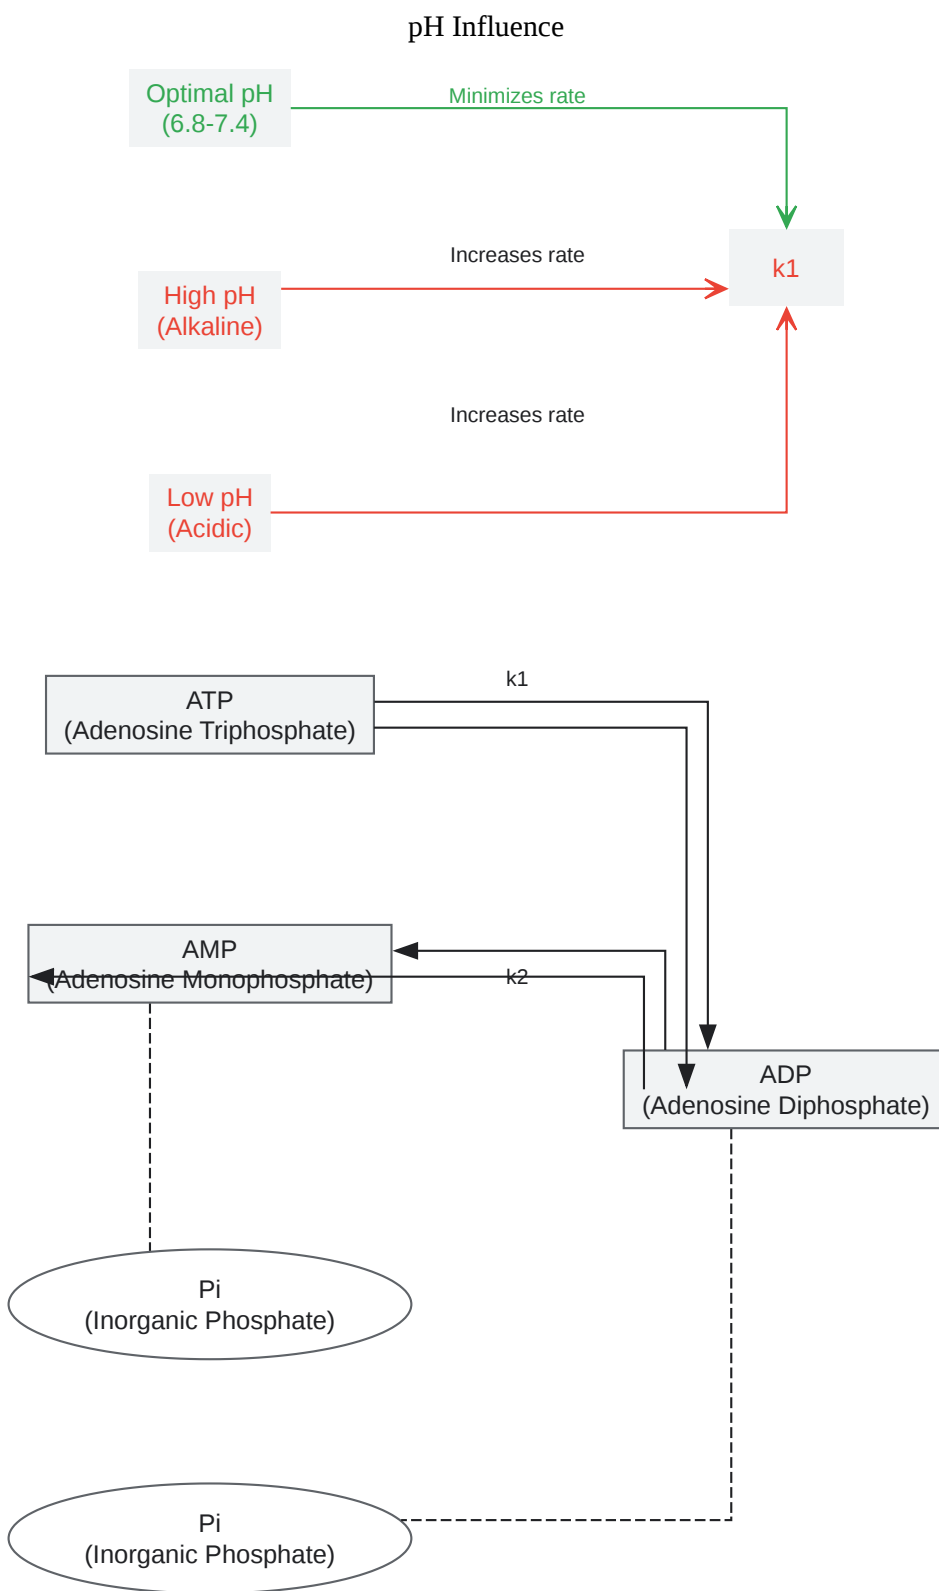 pH Influence
Optimal pH
(6.8-7.4)
Minimizes rate
Increases rate
k1
High pH
(Alkaline)
Increases rate
Low pH
(Acidic)
k1
ATP
(Adenosine Triphosphate)
AMP
(Adenosine Monophosphate)
k2
ADP
(Adenosine Diphosphate)
Pi
(Inorganic Phosphate)
Pi
(Inorganic Phosphate)